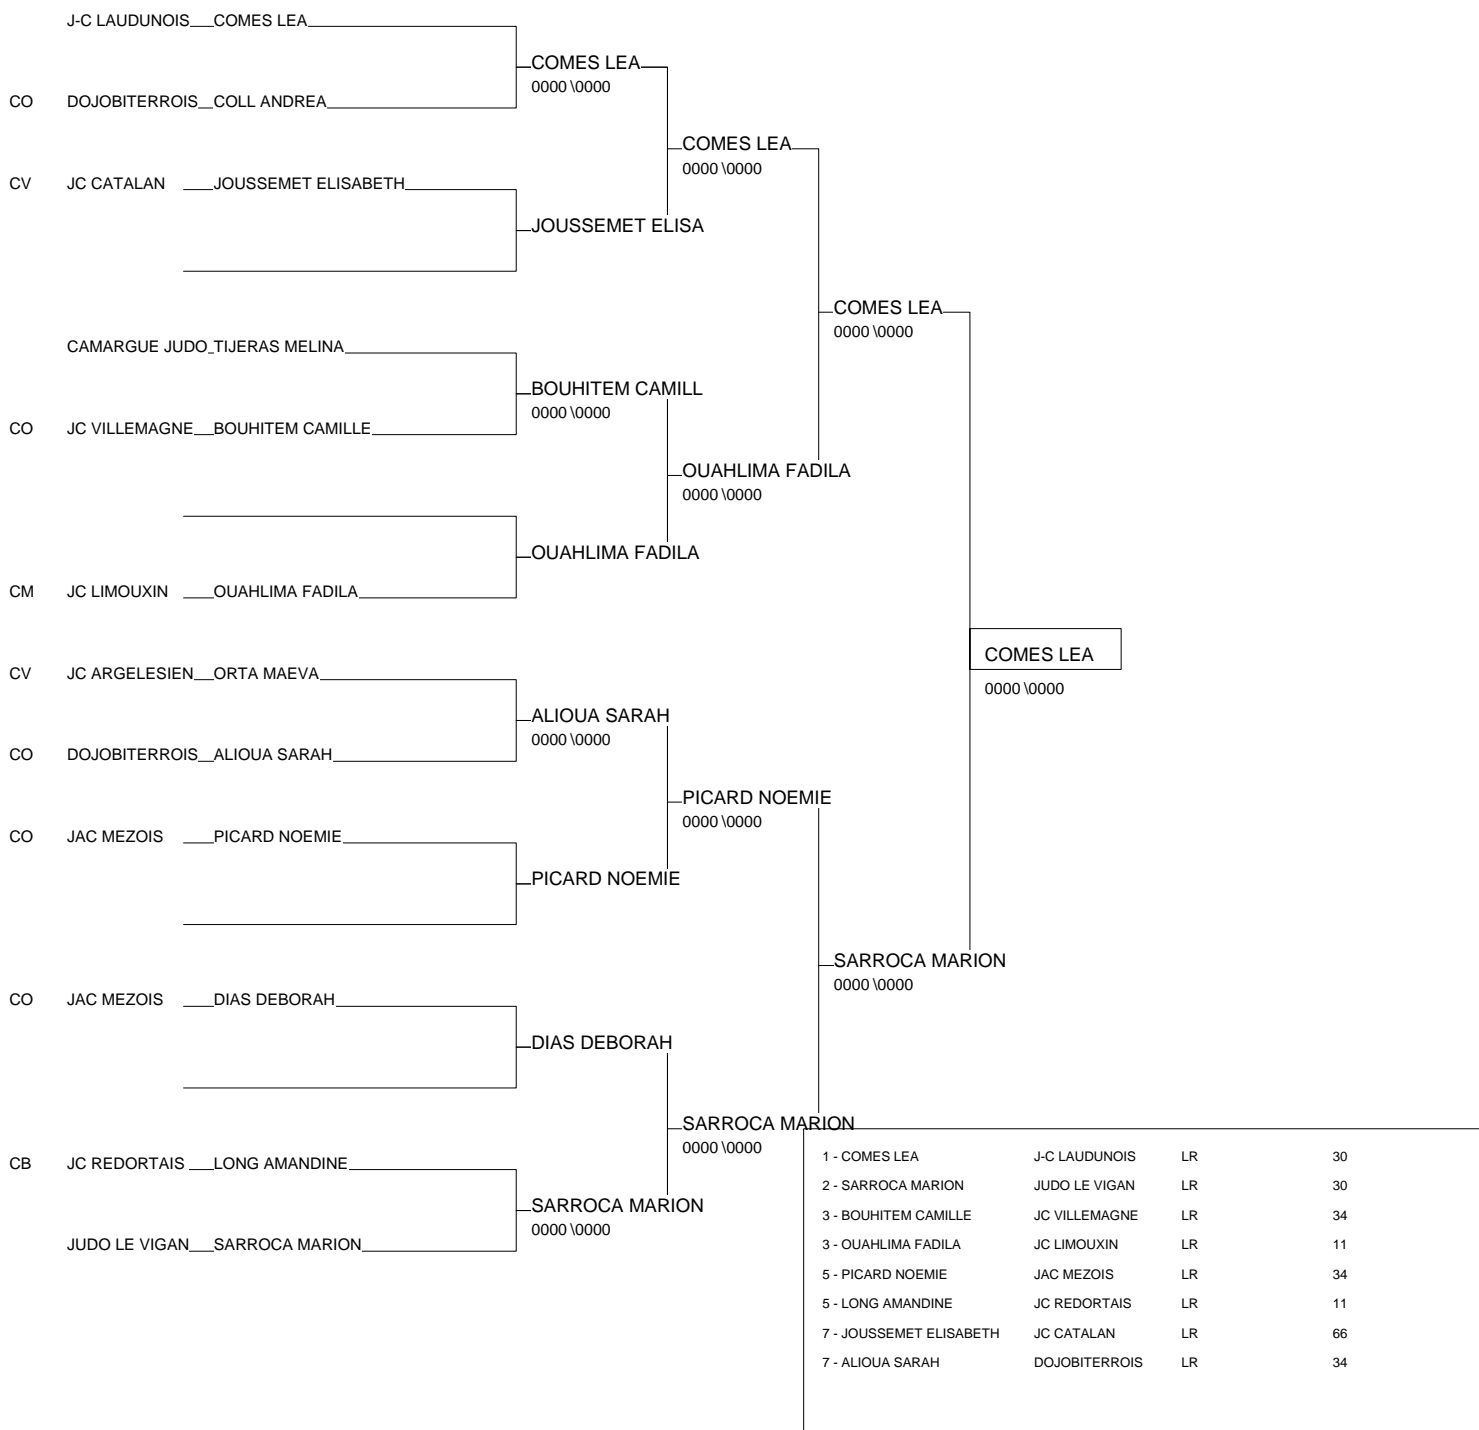 J-C LAUDUNOIS COMES LEA
COMES LEA
0000 \0000
CO DOJOBITERROIS COLL ANDREA
COMES LEA
0000 \0000
CV JC CATALAN JOUSSEMET ELISABETH
JOUSSEMET ELISA
COMES LEA
0000 \0000
CAMARGUE JUDO TIJERAS MELINA
BOUHITEM CAMILL
0000 \0000
CO JC VILLEMAGNE BOUHITEM CAMILLE
OUAHLIMA FADILA
0000 \0000
OUAHLIMA FADILA
CM JC LIMOUXIN OUAHLIMA FADILA
COMES LEA
0000 \0000
CV JC ARGELESIEN ORTA MAEVA
ALIOUA SARAH
0000 \0000
CO DOJOBITERROIS ALIOUA SARAH
PICARD NOEMIE
0000 \0000
CO JAC MEZOIS PICARD NOEMIE
PICARD NOEMIE
SARROCA MARION
0000 \0000
CO JAC MEZOIS DIAS DEBORAH
DIAS DEBORAH
SARROCA MARION
0000 \0000
CB JC REDORTAIS LONG AMANDINE
SARROCA MARION
0000 \0000
JUDO LE VIGAN SARROCA MARION
1 - COMES LEA J-C LAUDUNOIS LR 30
2 - SARROCA MARION JUDO LE VIGAN LR 30
3 - BOUHITEM CAMILLE JC VILLEMAGNE LR 34
3 - OUAHLIMA FADILA JC LIMOUXIN LR 11
5 - PICARD NOEMIE JAC MEZOIS LR 34
5 - LONG AMANDINE JC REDORTAIS LR 11
7 - JOUSSEMET ELISABETH JC CATALAN LR 66
7 - ALIOUA SARAH DOJOBITERROIS LR 34